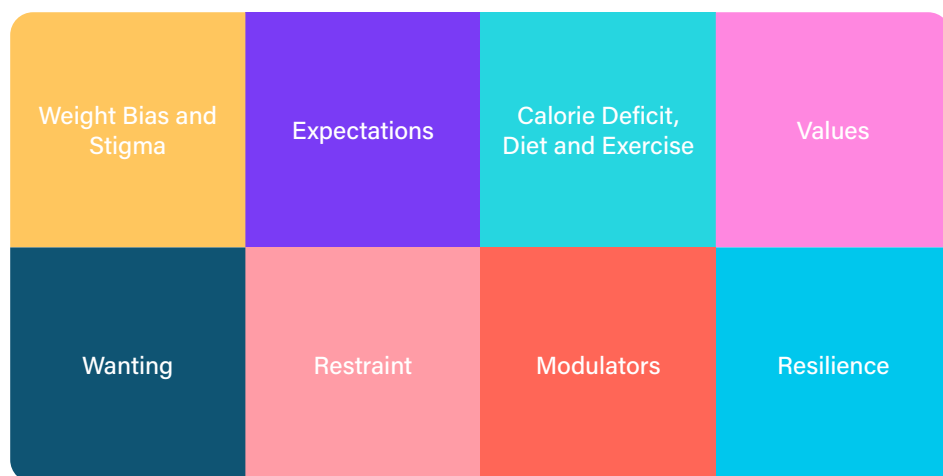 Weight Bias and
Stigma
Expectations
Calorie Deficit,
Diet and Exercise
Values
Wanting
Restraint
Modulators
Resilience